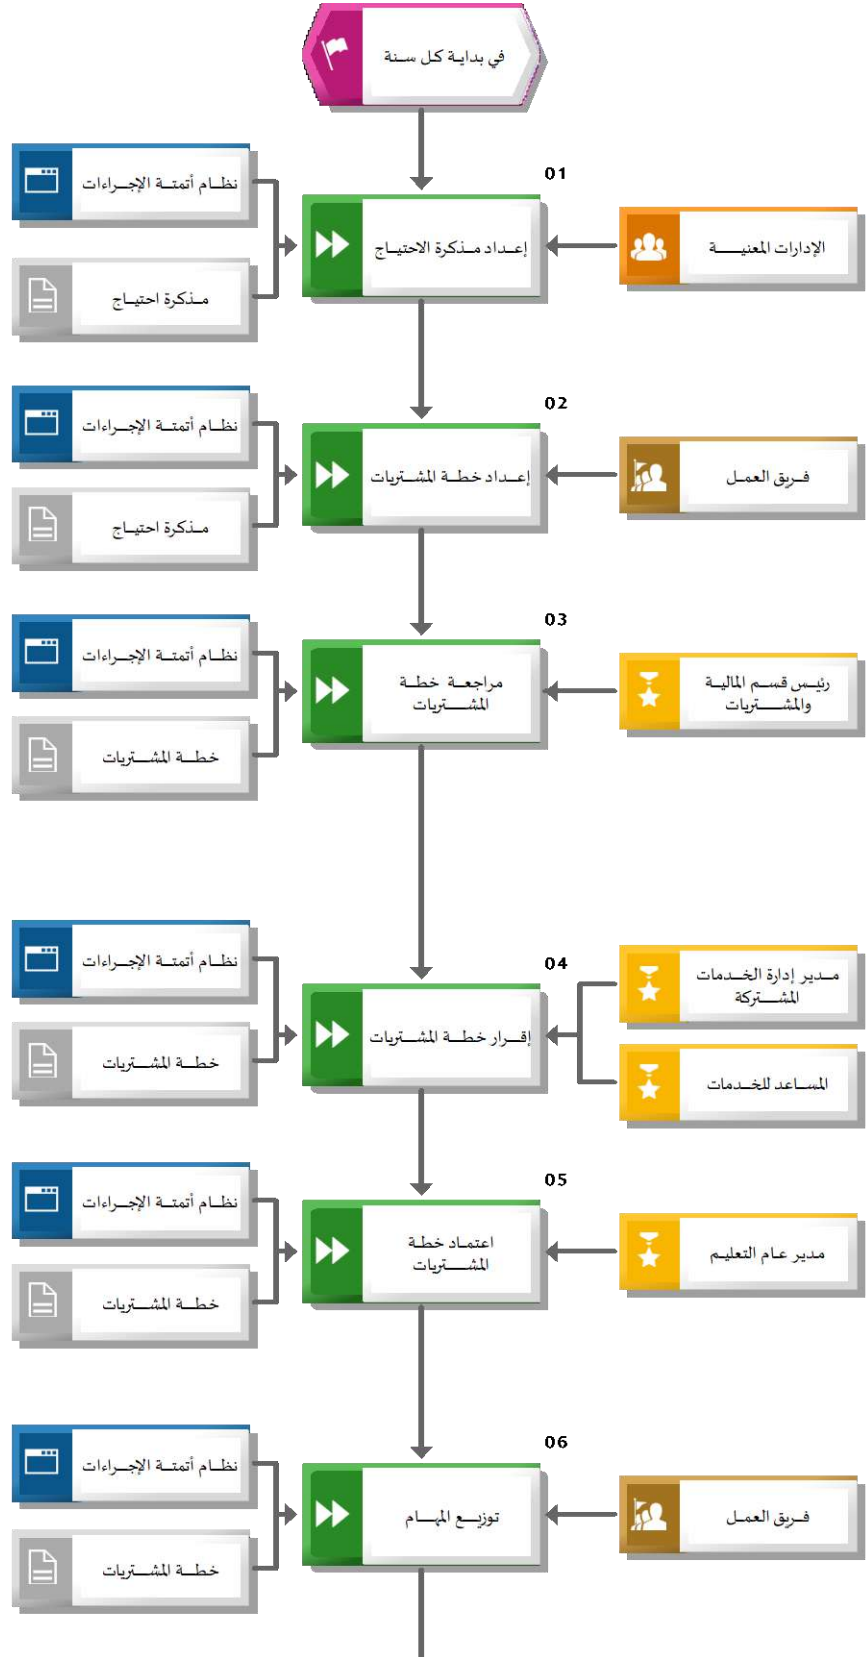 في بداية كل سنة
01
الإدارات المعنية
إعداد مذكرة الاحتياج
نظام أتمتة الإجراءات
مذكرة احتياج
02
فريق العمل
إعداد خطة المشتريات
نظام أتمتة الإجراءات
مذكرة احتياج
03
رئيس قسم المالية
والمشتريات
مراجعة خطة
المشتريات
نظام أتمتة الإجراءات
خطة المشتريات
04
مدير إدارة الخدمات
المشتركة
المساعد للخدمات
إقرار خطة المشتريات
نظام أتمتة الإجراءات
خطة المشتريات
05
مدير عام التعليم
اعتماد خطة
المشتريات
نظام أتمتة الإجراءات
خطة المشتريات
06
فريق العمل
توزيع المهام
نظام أتمتة الإجراءات
خطة المشتريات